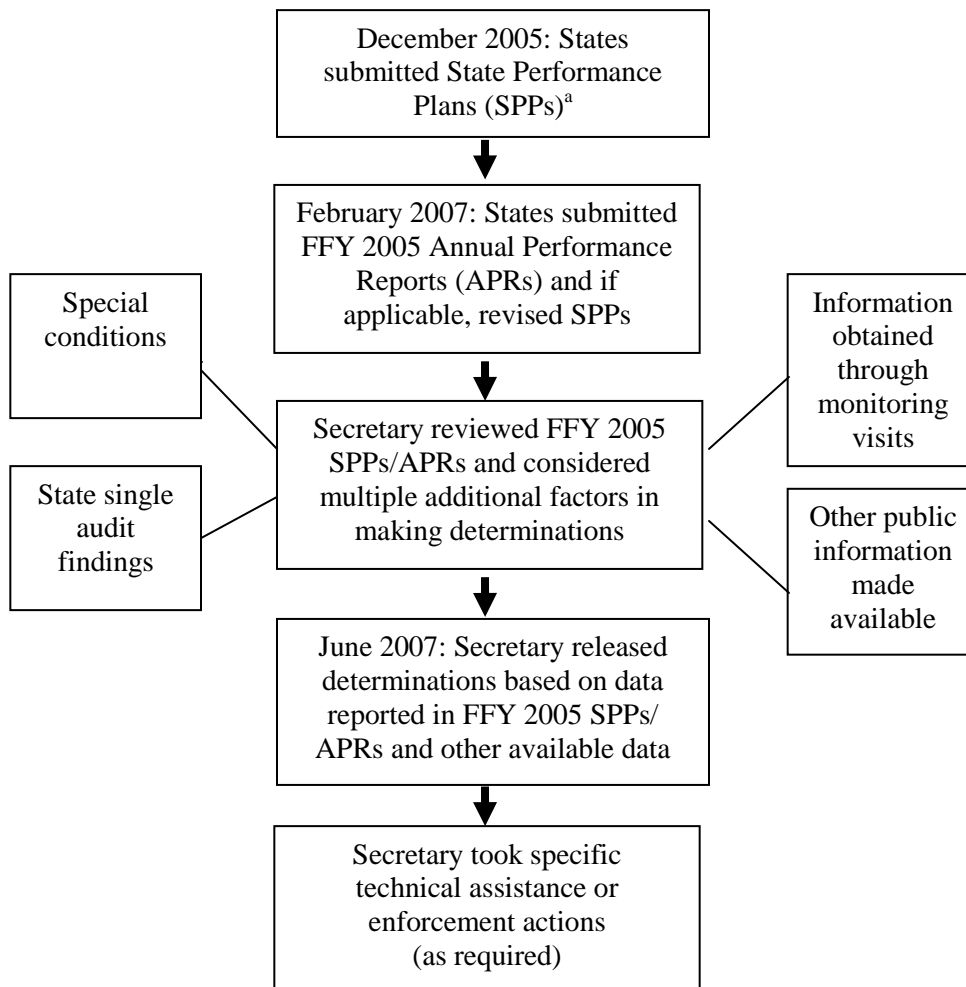 December 2005: States
submitted State Performance
Plans (SPPs)a
February 2007: States submitted
FFY 2005 Annual Performance
Reports (APRs) and if
applicable, revised SPPs
Special
conditions
Information
obtained
through
monitoring
visits
Secretary reviewed FFY 2005
SPPs/APRs and considered
multiple additional factors in
making determinations
State single
audit
findings
Other public
information
made
available
June 2007: Secretary released
determinations based on data
reported in FFY 2005 SPPs/
APRs and other available data
Secretary took specific
technical assistance or
enforcement actions
(as required)